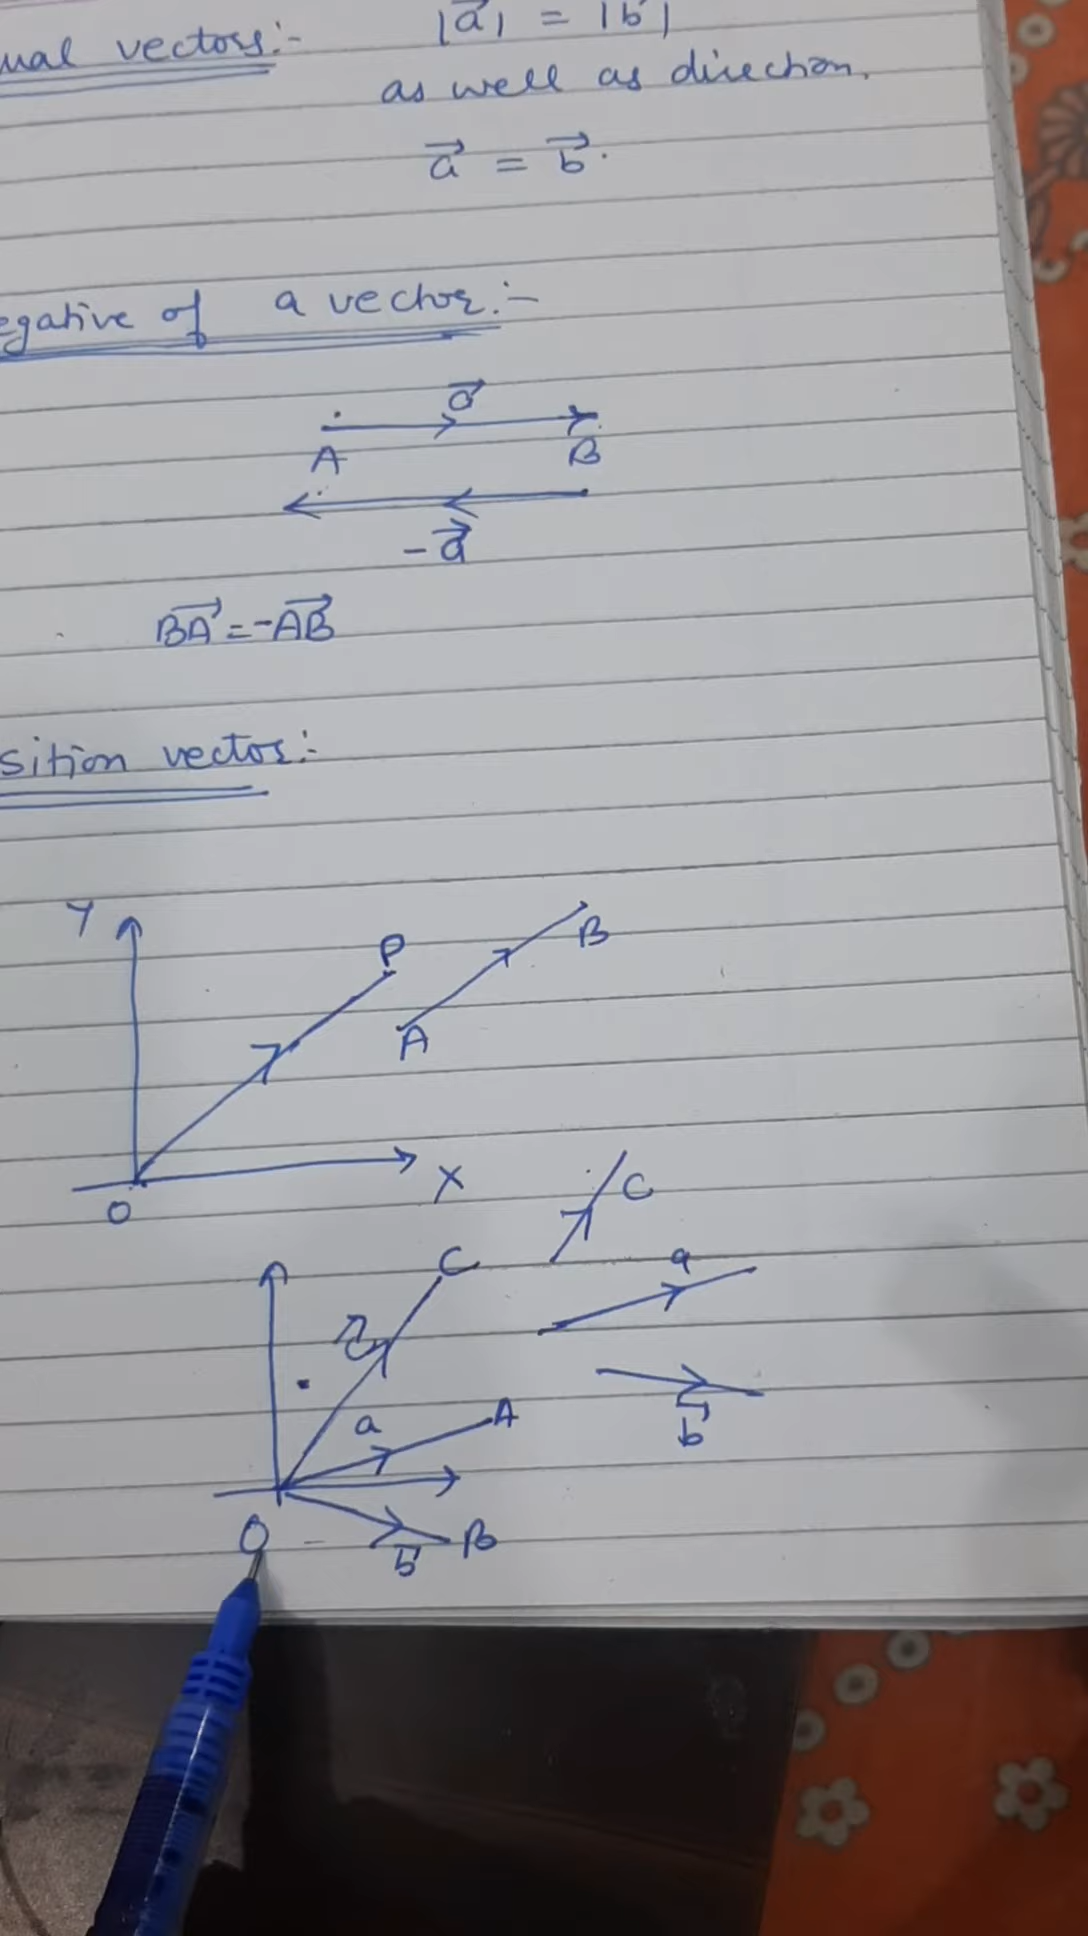 ual vectors:-
|a⃗| = |b⃗|
as well as direction.
a⃗ = b⃗.
egative of a vector:-
a⃗
A B
-a⃗
BA⃗ = -AB⃗
sition vector:-
Y P B
A
X
O
C
C a
a A
b⃗
O b⃗ B